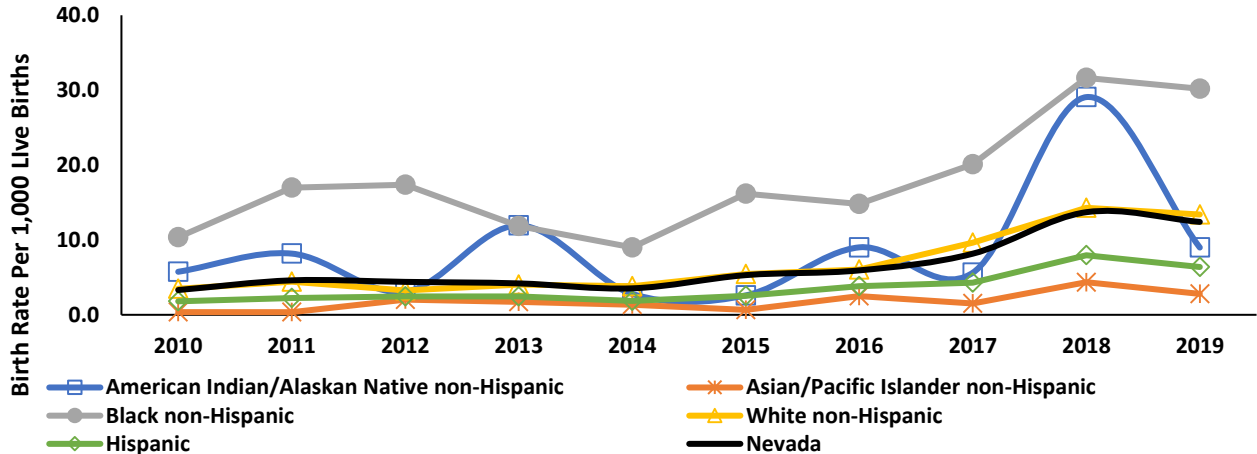 Birth Rate Per 1,000 Live Births
40.0
30.0
20.0
10.0
0.0
2010 2011 2012 2013 2014 2015 2016 2017 2018 2019
American Indian/Alaskan Native non-Hispanic Asian/Pacific Islander non-Hispanic
Black non-Hispanic White non-Hispanic
Hispanic Nevada